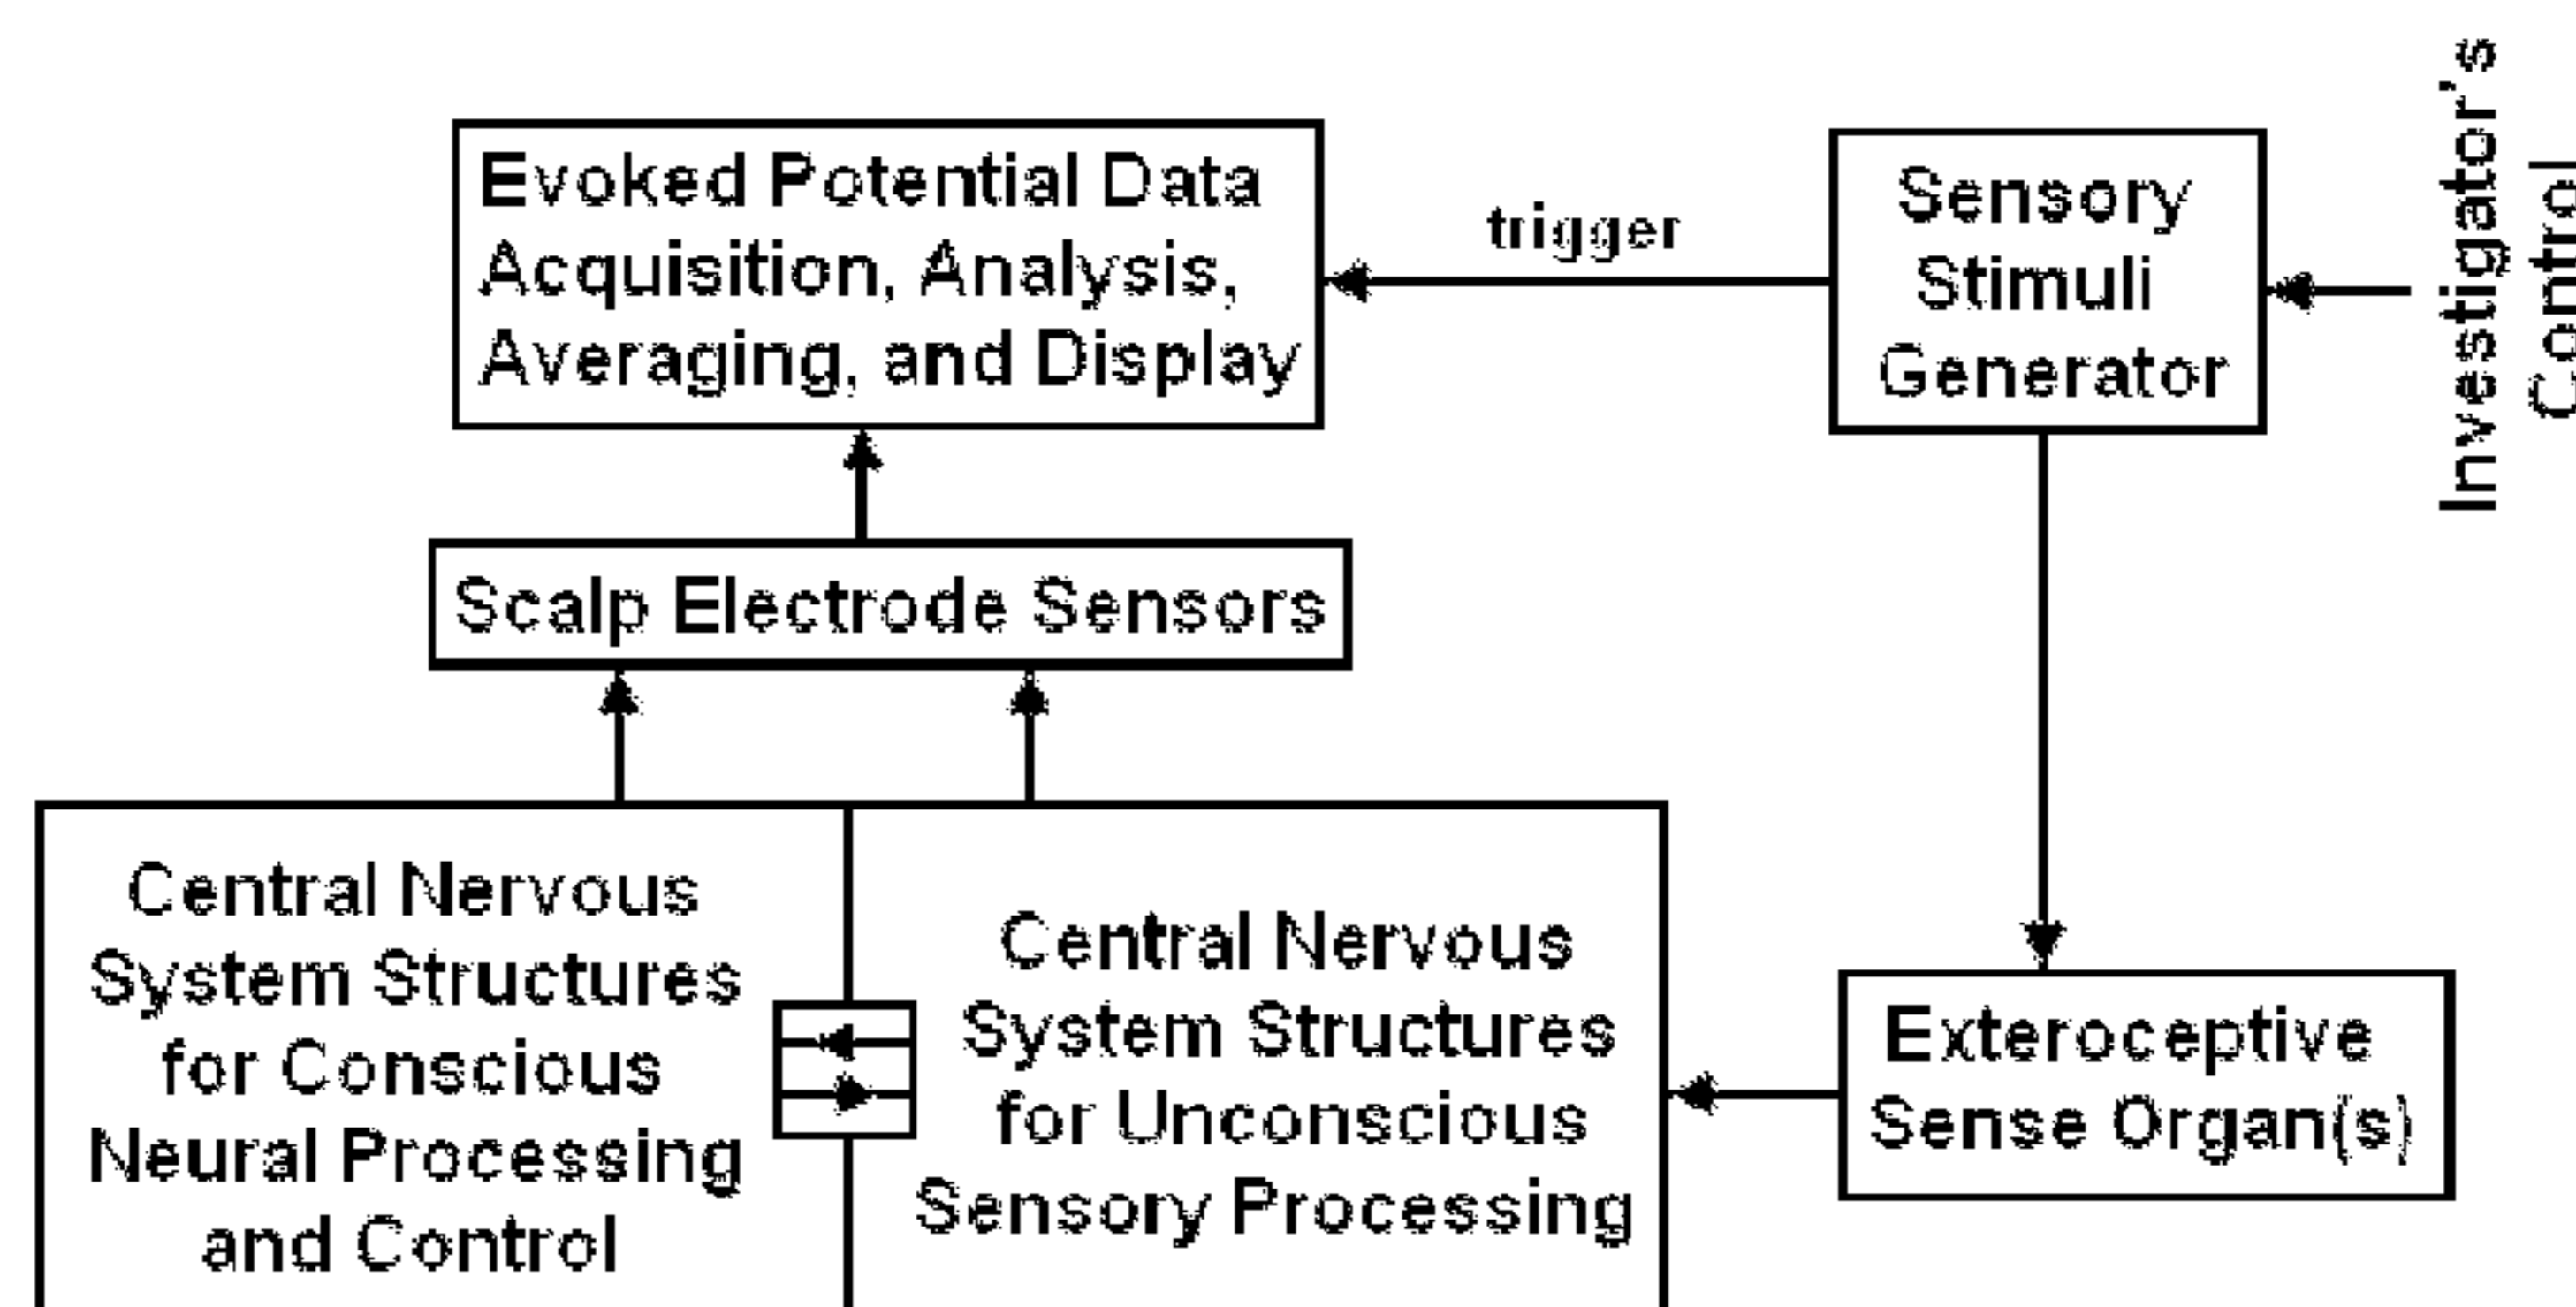 Evoked Potential Data
Acquisition, Analysis,
Averaging, and Display
trigger
Sensory
Stimuli
Generator
Investigator's
Control
Scalp Electrode Sensors
Central Nervous
System Structures
for Conscious
Neural Processing
and Control
Central Nervous
System Structures
for Unconscious
Sensory Processing
Exteroceptive
Sense Organ(s)